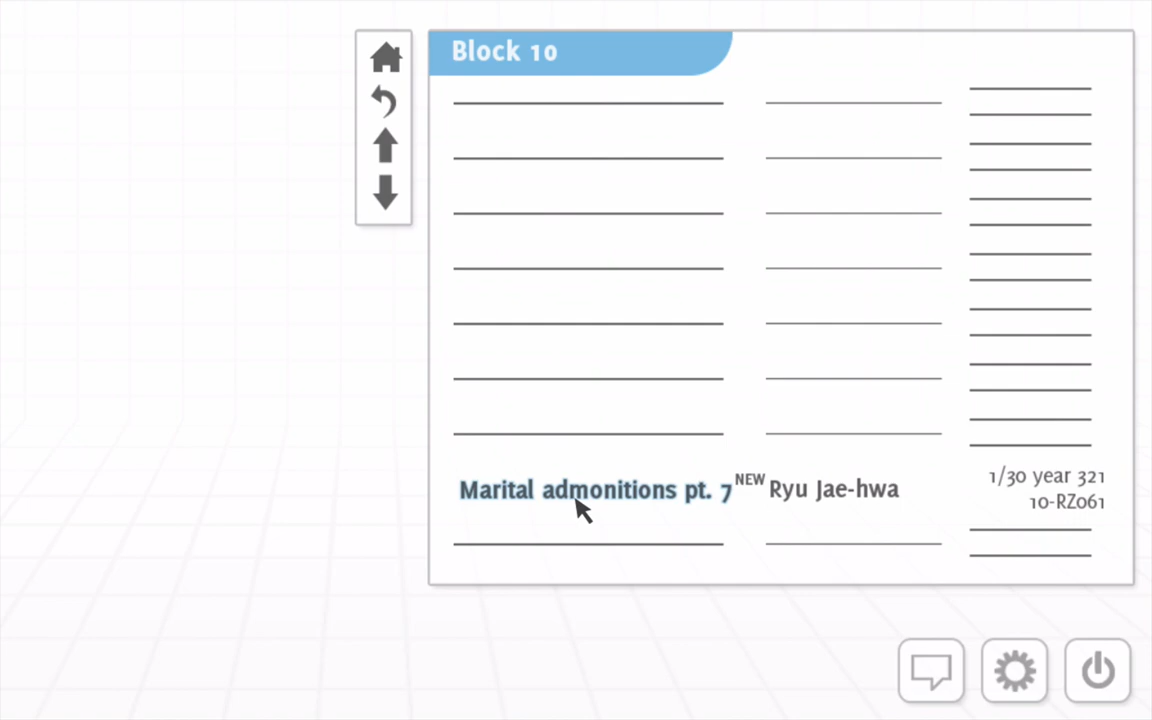 Block 10
Marital admonitions pt. 7 NEW Ryu Jae-hwa 1/30 year 321
10-RZ061